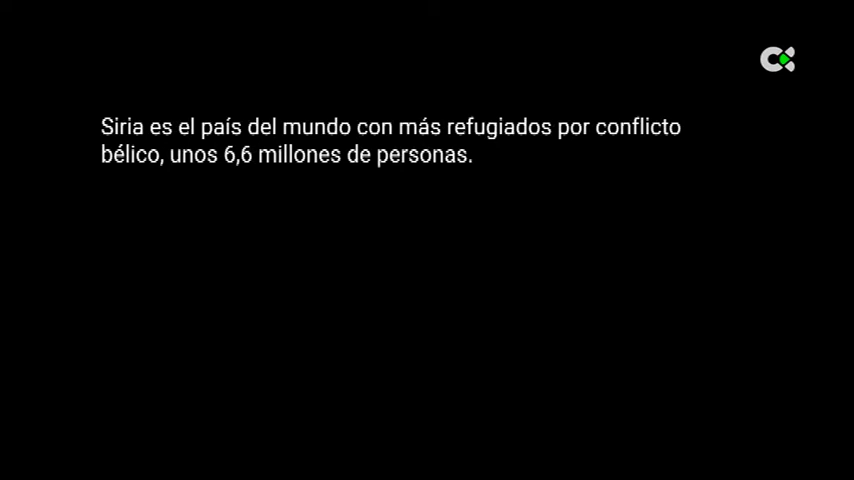 Siria es el país del mundo con más refugiados por conflicto
bélico, unos 6,6 millones de personas.